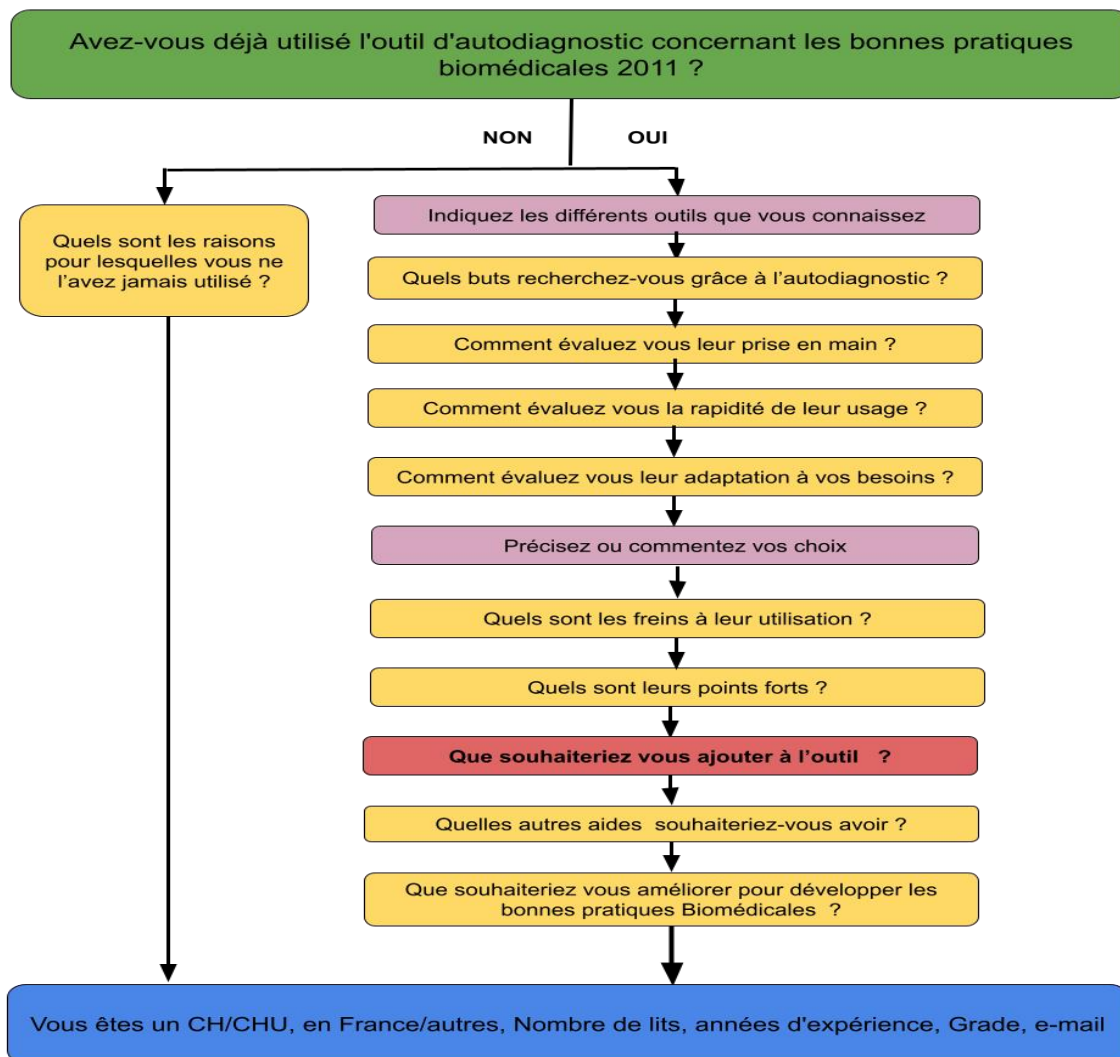 Avez-vous déjà utilisé l'outil d'autodiagnostic concernant les bonnes pratiques
biomédicales 2011 ?
NON
OUI
Quels sont les raisons
pour lesquelles vous ne
l’avez jamais utilisé ?
Indiquez les différents outils que vous connaissez
Quels buts recherchez-vous grâce à l’autodiagnostic ?
Comment évaluez vous leur prise en main ?
Comment évaluez vous la rapidité de leur usage ?
Comment évaluez vous leur adaptation à vos besoins ?
Précisez ou commentez vos choix
Quels sont les freins à leur utilisation ?
Quels sont leurs points forts ?
Que souhaiteriez vous ajouter à l’outil ?
Quelles autres aides souhaiteriez-vous avoir ?
Que souhaiteriez vous améliorer pour développer les
bonnes pratiques Biomédicales ?
Vous êtes un CH/CHU, en France/autres, Nombre de lits, années d'expérience, Grade, e-mail